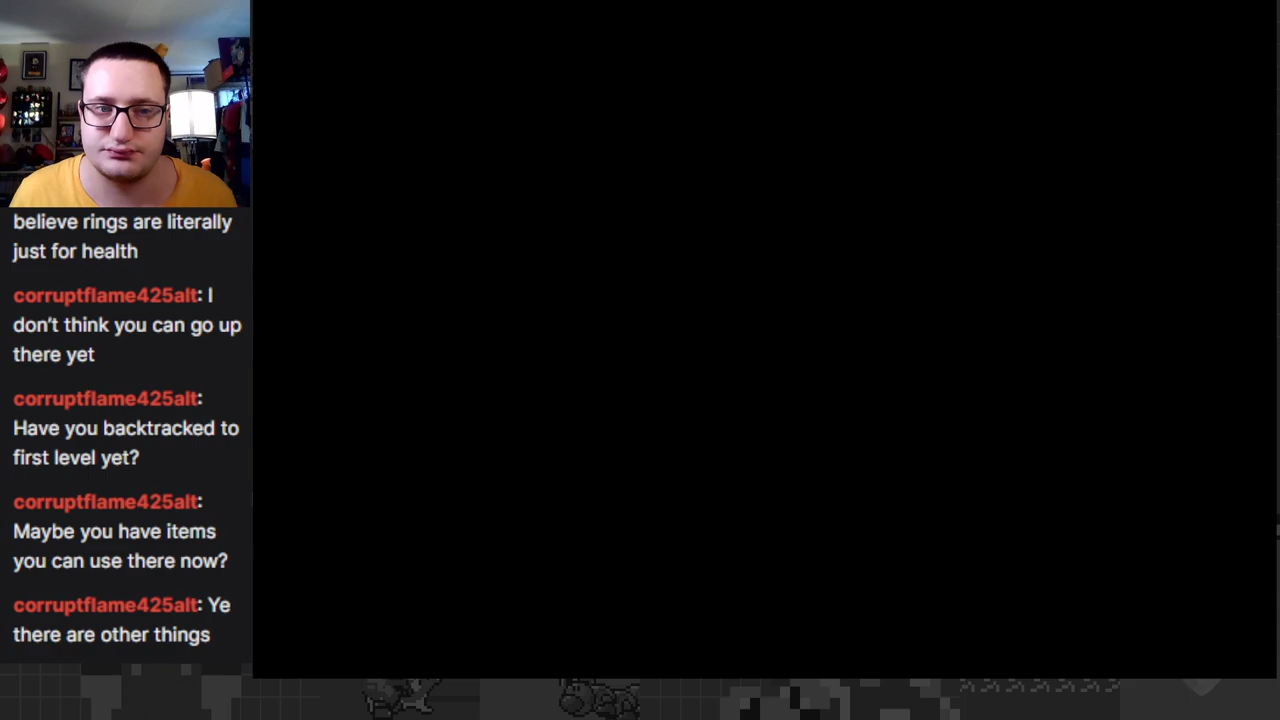 believe rings are literally
just for health
corruptflame425alt: I
don't think you can go up
there yet
corruptflame425alt:
Have you backtracked to
first level yet?
corruptflame425alt:
Maybe you have items
you can use there now?
corruptflame425alt: Ye
there are other things